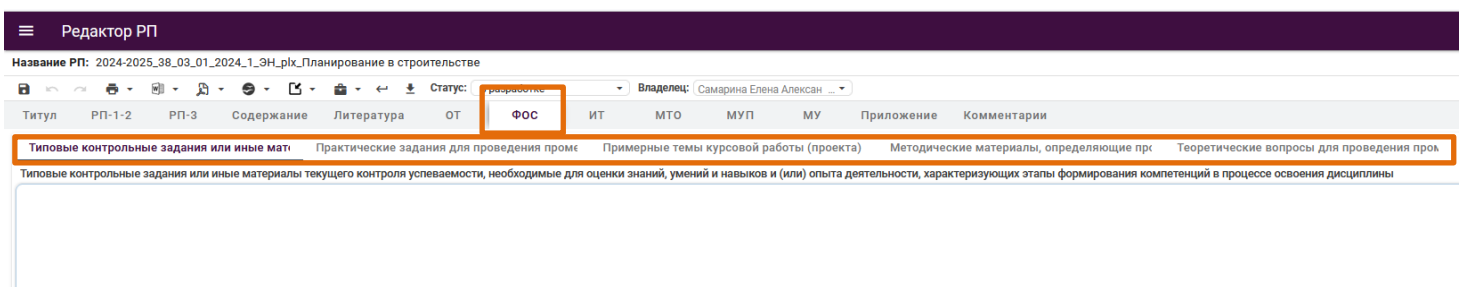 Редактор РП
Название РП: 2024-2025_38_03_01_2024_1_ЭН_plx_Планирование в строительстве
Статус: Владелец: Самарина Елена Алексан ...
Титул РП-1-2 РП-3 Содержание Литература ОТ ФОС ИТ МТО МУП МУ Приложение Комментарии
Типовые контрольные задания или иные мате Практические задания для проведения проме Примерные темы курсовой работы (проекта) Методические материалы, определяющие прс Теоретические вопросы для проведения пром
Типовые контрольные задания или иные материалы текущего контроля успеваемости, необходимые для оценки знаний, умений и навыков и (или) опыта деятельности, характеризующих этапы формирования компетенций в процессе освоения дисциплины